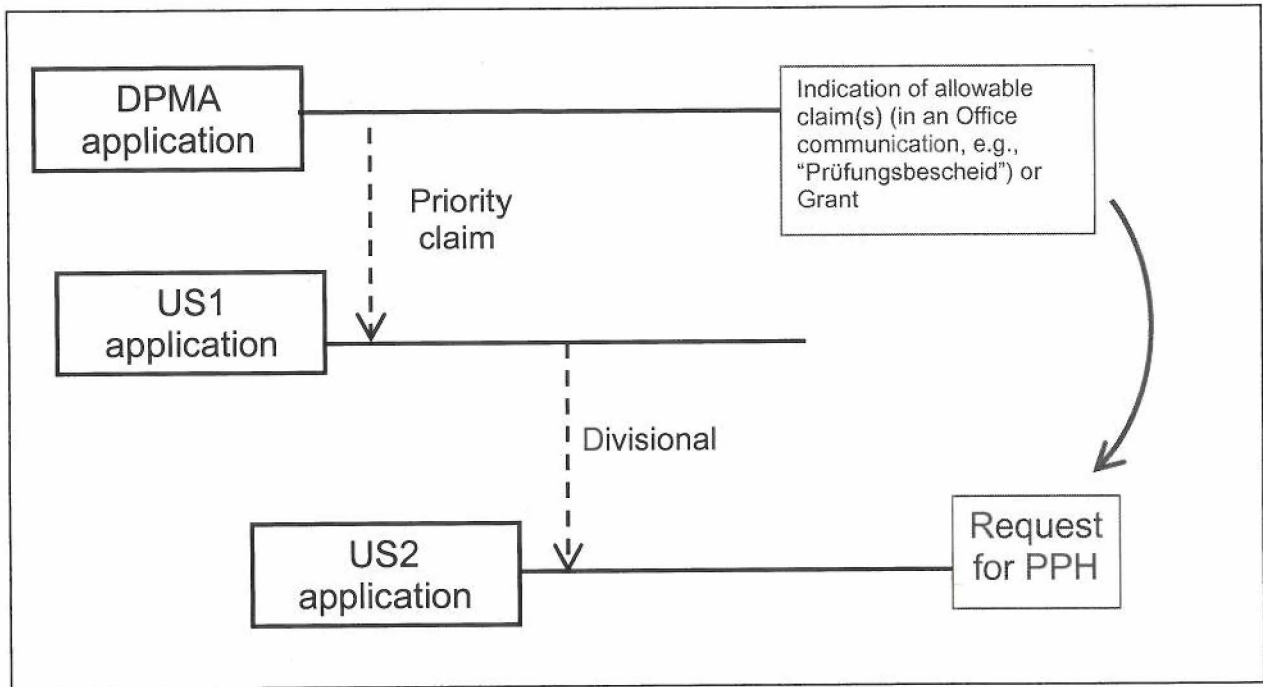 DPMA
application
Indication of allowable
claim(s) (in an Office
communication, e.g.,
“Prüfungsbescheid”) or
Grant
Priority
claim
US1
application
Divisional
US2
application
Request
for PPH